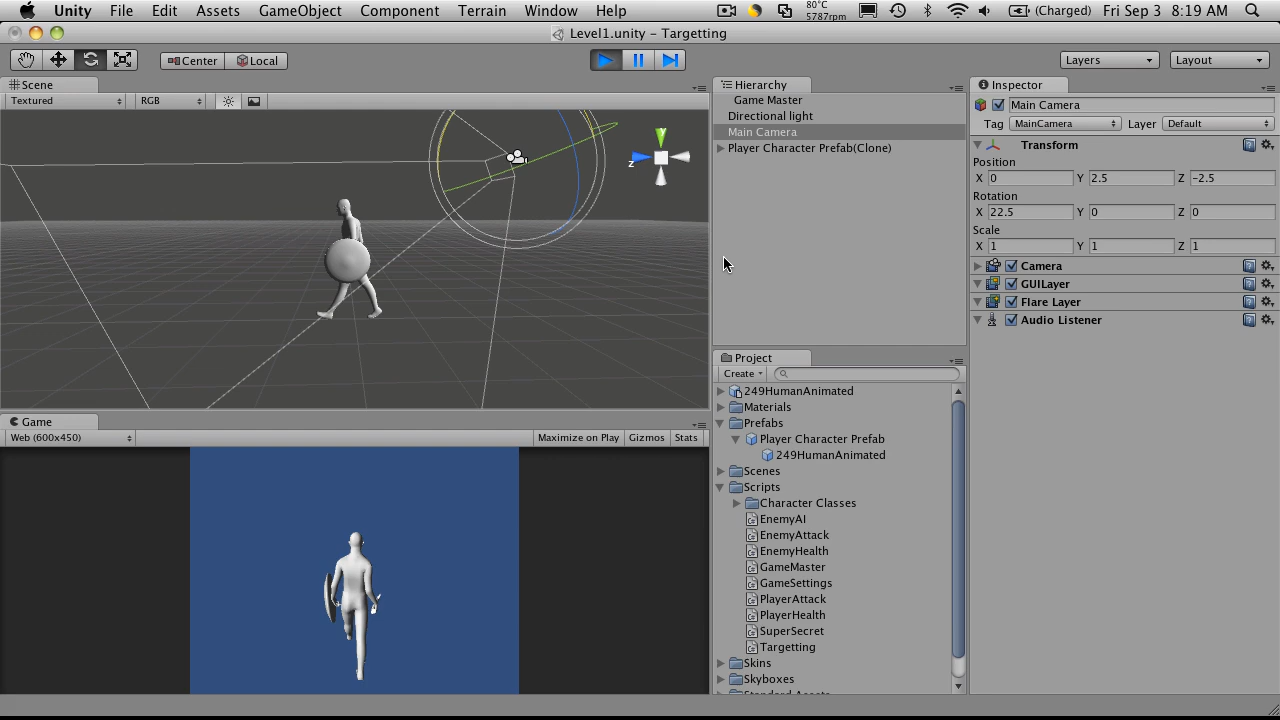 Unity File Edit Assets GameObject Component Terrain Window Help 80°C 5787rpm (Charged) Fri Sep 3 8:19 AM
Level1.unity – Targetting
Center Local Layers Layout
Scene
Textured RGB
y
z
Game
Web (600x450) Maximize on Play Gizmos Stats
Hierarchy
Game Master
Directional light
Main Camera
Player Character Prefab(Clone)
Project
Create
249HumanAnimated
Materials
Prefabs
Player Character Prefab
249HumanAnimated
Scenes
Scripts
Character Classes
EnemyAI
EnemyAttack
EnemyHealth
GameMaster
GameSettings
PlayerAttack
PlayerHealth
SuperSecret
Targetting
Skins
Skyboxes
Standard Assets
Inspector
Main Camera
Tag MainCamera Layer Default
Transform
Position
X 0 Y 2.5 Z -2.5
Rotation
X 22.5 Y 0 Z 0
Scale
X 1 Y 1 Z 1
Camera
GUILayer
Flare Layer
Audio Listener